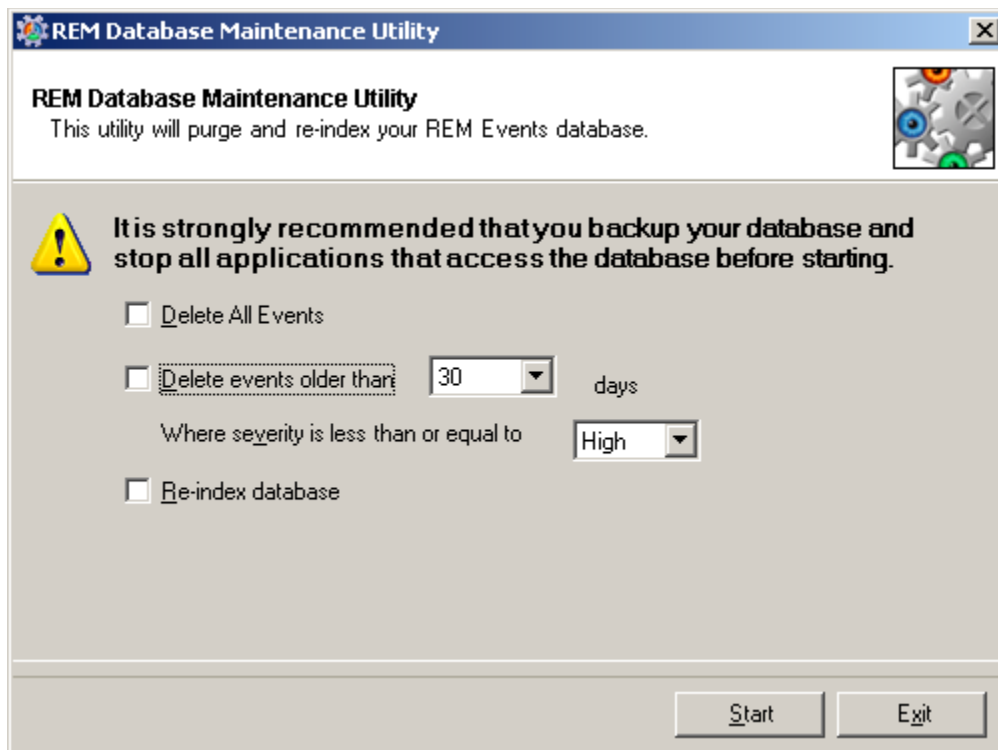 REM Database Maintenance Utility
REM Database Maintenance Utility
This utility will purge and re-index your REM Events database.
It is strongly recommended that you backup your database and
stop all applications that access the database before starting.
Delete All Events
Delete events older than 30 days
Where severity is less than or equal to High
Re-index database
Start Exit